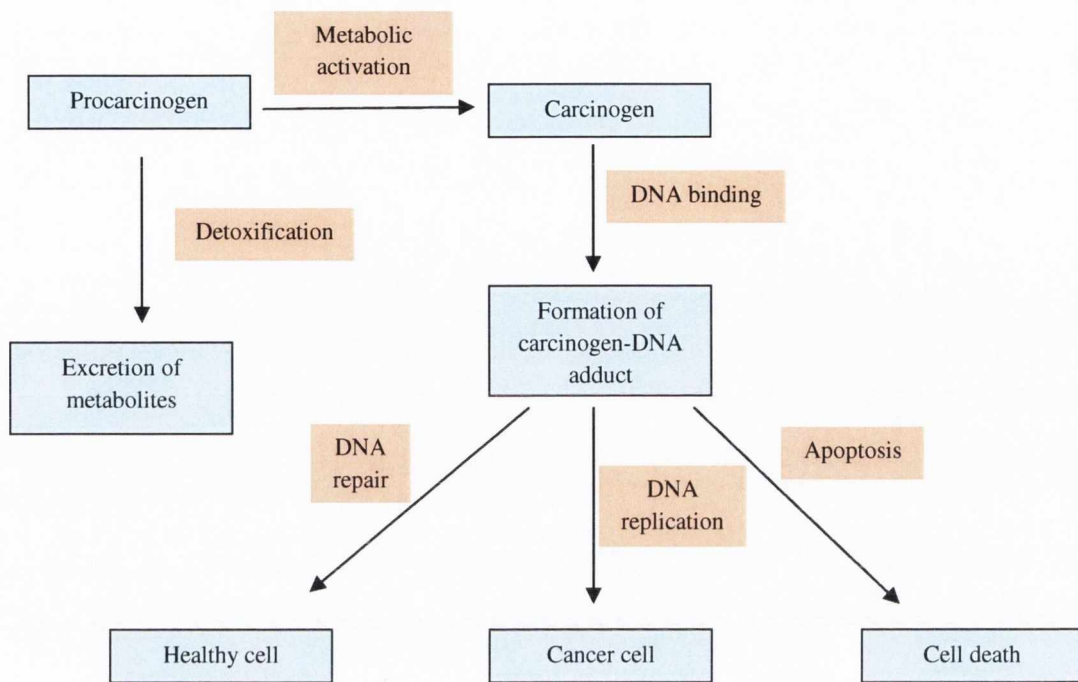 Metabolic
activation
Procarcinogen
Carcinogen
DNA binding
Detoxification
Formation of
carcinogen-DNA
adduct
Excretion of
metabolites
DNA
repair
Apoptosis
DNA
replication
Healthy cell
Cancer cell
Cell death